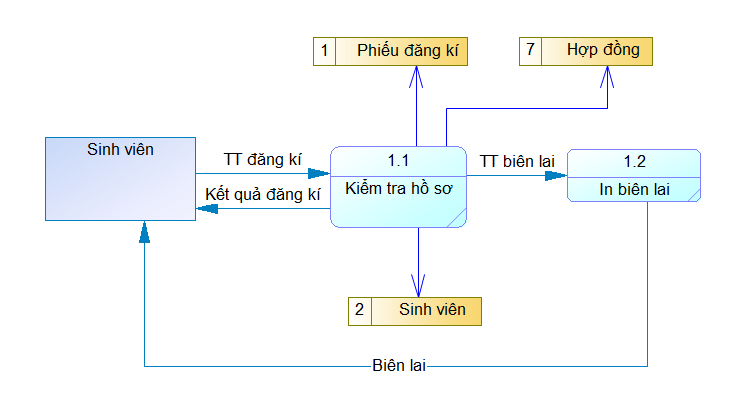 1 Phiếu đăng kí
7 Hợp đồng
Sinh viên
TT đăng kí
Kết quả đăng kí
1.1
Kiểm tra hồ sơ
TT biên lai
1.2
In biên lai
2 Sinh viên
Biên lai